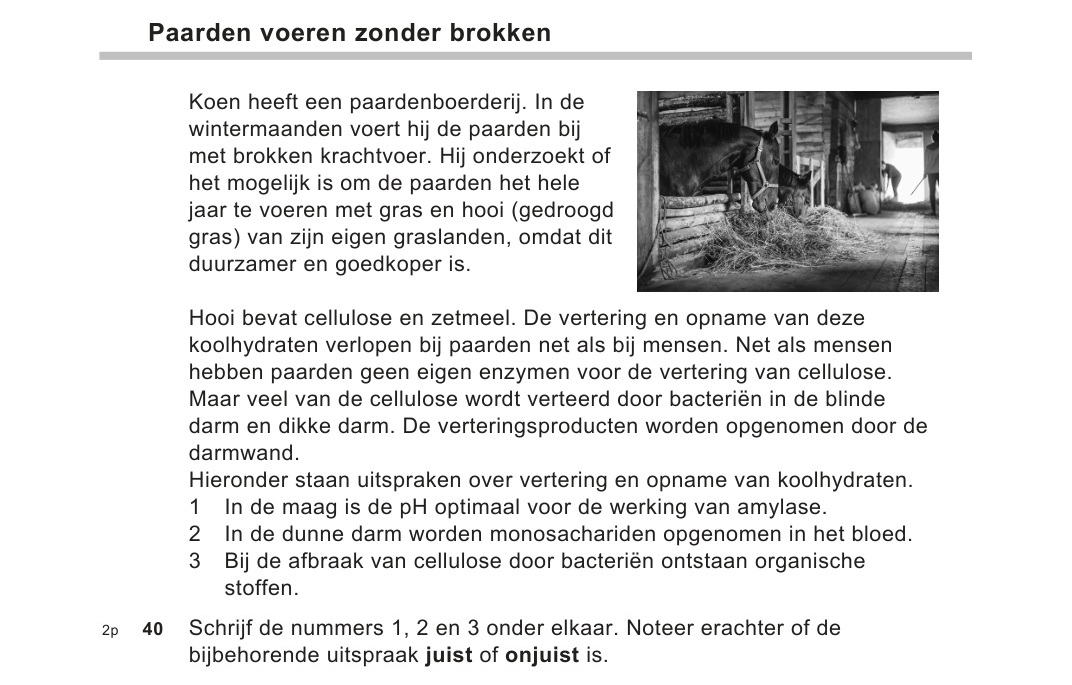 Paarden voeren zonder brokken
Koen heeft een paardenboerderij. In de
wintermaanden voert hij de paarden bij
met brokken krachtvoer. Hij onderzoekt of
het mogelijk is om de paarden het hele
jaar te voeren met gras en hooi (gedroogd
gras) van zijn eigen graslanden, omdat dit
duurzamer en goedkoper is.
Hooi bevat cellulose en zetmeel. De vertering en opname van deze
koolhydraten verlopen bij paarden net als bij mensen. Net als mensen
hebben paarden geen eigen enzymen voor de vertering van cellulose.
Maar veel van de cellulose wordt verteerd door bacteriën in de blinde
darm en dikke darm. De verteringsproducten worden opgenomen door de
darmwand.
Hieronder staan uitspraken over vertering en opname van koolhydraten.
1 In de maag is de pH optimaal voor de werking van amylase.
2 In de dunne darm worden monosachariden opgenomen in het bloed.
3 Bij de afbraak van cellulose door bacteriën ontstaan organische
stoffen.
2p 40 Schrijf de nummers 1, 2 en 3 onder elkaar. Noteer erachter of de
bijbehorende uitspraak juist of onjuist is.